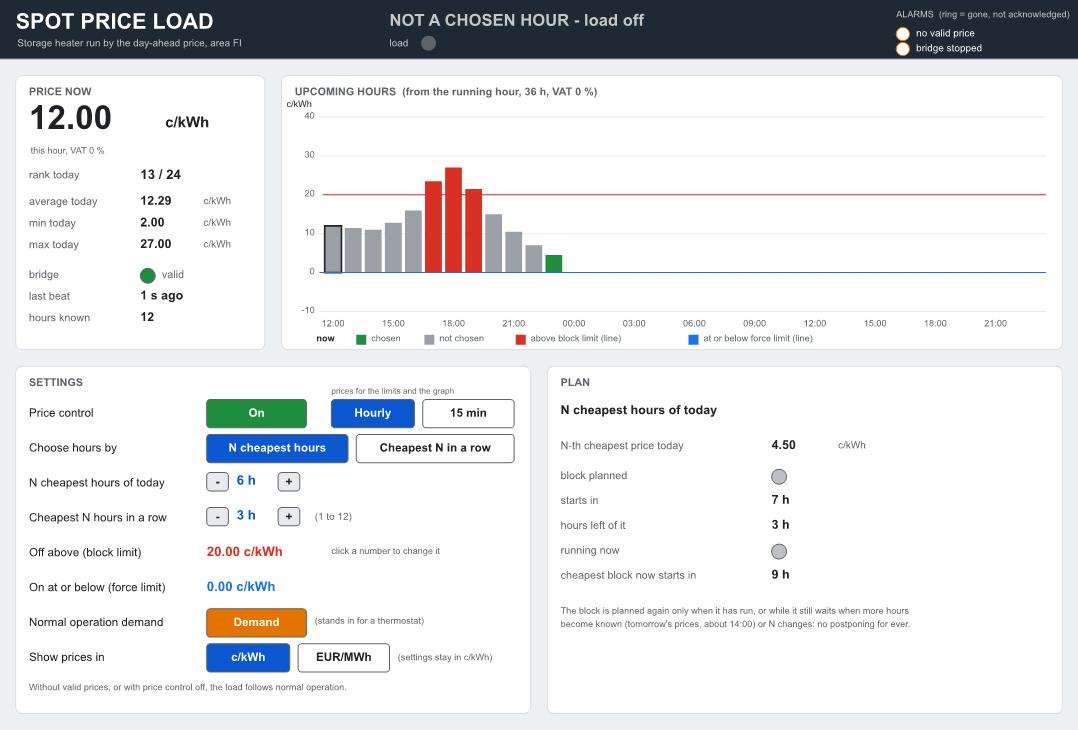 SPOT PRICE LOAD
Storage heater run by the day-ahead price, area FI
NOT A CHOSEN HOUR - load off
load
ALARMS (ring = gone, not acknowledged)
no valid price
bridge stopped
PRICE NOW
12.00 c/kWh
this hour, VAT 0 %
rank today 13 / 24
average today 12.29 c/kWh
min today 2.00 c/kWh
max today 27.00 c/kWh
bridge valid
last beat 1 s ago
hours known 12
UPCOMING HOURS (from the running hour, 36 h, VAT 0 %)
c/kWh
40
30
20
10
0
-10
12:00 15:00 18:00 21:00 00:00 03:00 06:00 09:00 12:00 15:00 18:00 21:00
now chosen not chosen above block limit (line) at or below force limit (line)
SETTINGS
prices for the limits and the graph
Price control On Hourly 15 min
Choose hours by N cheapest hours Cheapest N in a row
N cheapest hours of today - 6 h +
Cheapest N hours in a row - 3 h + (1 to 12)
Off above (block limit) 20.00 c/kWh click a number to change it
On at or below (force limit) 0.00 c/kWh
Normal operation demand Demand (stands in for a thermostat)
Show prices in c/kWh EUR/MWh (settings stay in c/kWh)
Without valid prices, or with price control off, the load follows normal operation.
PLAN
N cheapest hours of today
N-th cheapest price today 4.50 c/kWh
block planned
starts in 7 h
hours left of it 3 h
running now
cheapest block now starts in 9 h
The block is planned again only when it has run, or while it still waits when more hours
become known (tomorrow's prices, about 14:00) or N changes: no postponing for ever.